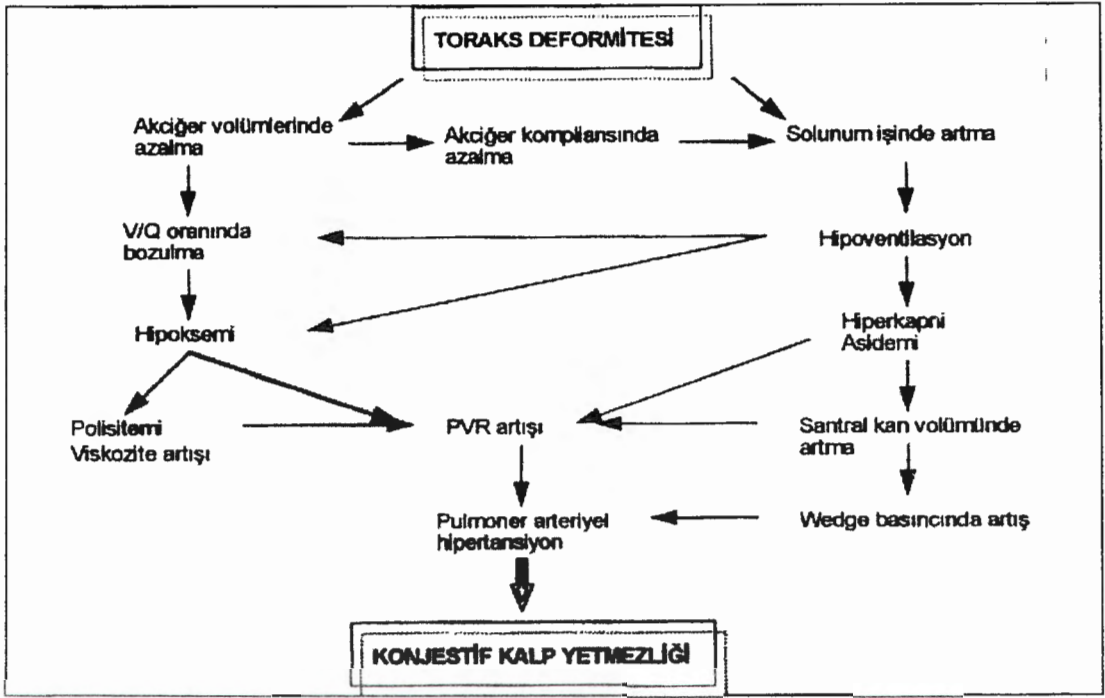 TORAKS DEFORMİTESİ
Akciğer volümlerinde
azalma
Akciğer kompliansında
azalma
Solunum işinde artma
V/Q oranında
bozulma
Hipoventilasyon
Hipoksemi
Hiperkapni
Asidemi
Polisitemi
Viskozite artışı
PVR artışı
Santral kan volümünde
artma
Pulmoner arteriyel
hipertansiyon
Wedge basıncında artış
KONJESTİF KALP YETMEZLİĞİ